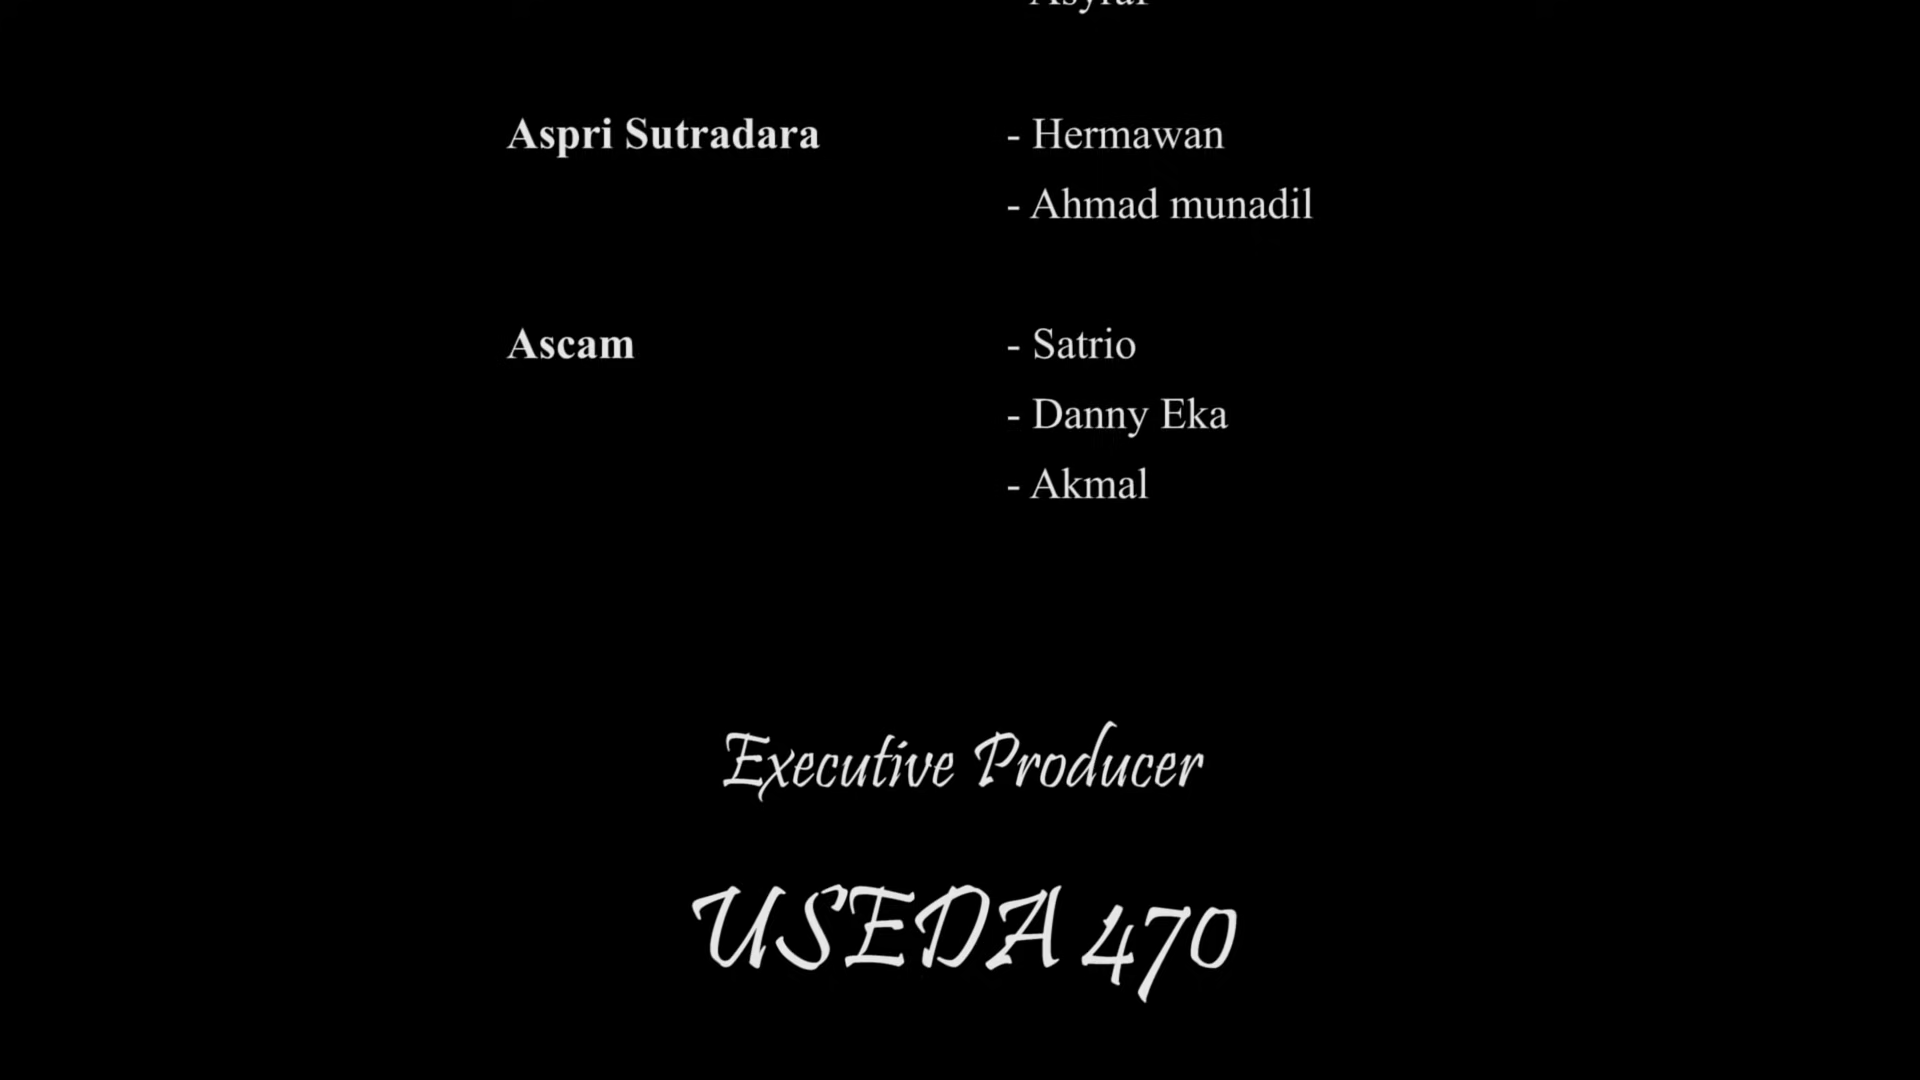 Aspri Sutradara - Hermawan
- Ahmad munadil
Ascam - Satrio
- Danny Eka
- Akmal
Executive Producer
USEDA 470